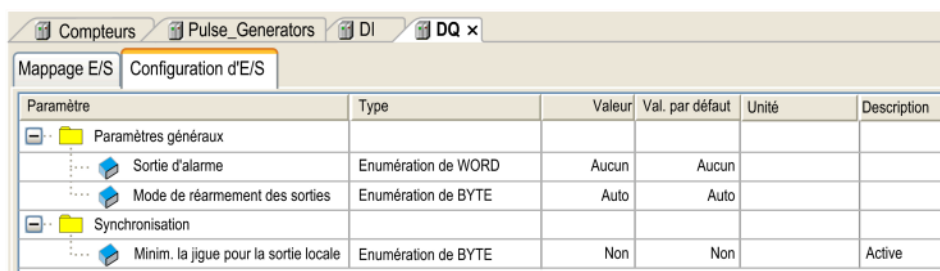 Compteurs Pulse_Generators DI DQ ×
Mappage E/S Configuration d'E/S
Paramètre Type Valeur Val. par défaut Unité Description
Paramètres généraux
Sortie d'alarme Enumération de WORD Aucun Aucun
Mode de réarmement des sorties Enumération de BYTE Auto Auto
Synchronisation
Minim. la jigue pour la sortie locale Enumération de BYTE Non Non Active